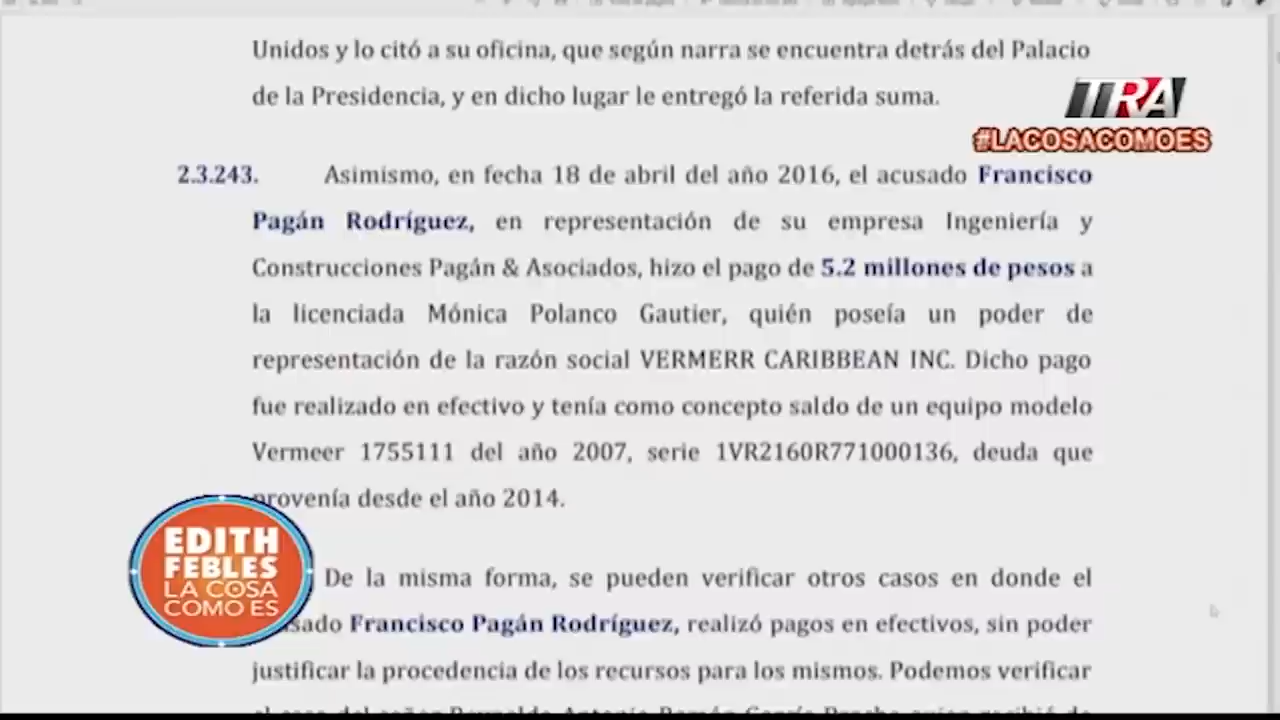 Unidos y lo citó a su oficina, que según narra se encuentra detrás del Palacio
de la Presidencia, y en dicho lugar le entregó la referida suma.
TRA
#LACOSACOMOES
2.3.243. Asimismo, en fecha 18 de abril del año 2016, el acusado Francisco
Pagán Rodríguez, en representación de su empresa Ingeniería y
Construcciones Pagán & Asociados, hizo el pago de 5.2 millones de pesos a
la licenciada Mónica Polanco Gautier, quién poseía un poder de
representación de la razón social VERMERR CARIBBEAN INC. Dicho pago
fue realizado en efectivo y tenía como concepto saldo de un equipo modelo
Vermeer 1755111 del año 2007, serie 1VR2160R771000136, deuda que
provenía desde el año 2014.
De la misma forma, se pueden verificar otros casos en donde el
sado Francisco Pagán Rodríguez, realizó pagos en efectivos, sin poder
justificar la procedencia de los recursos para los mismos. Podemos verificar
EDITH
FEBLES
LA COSA
COMO ES